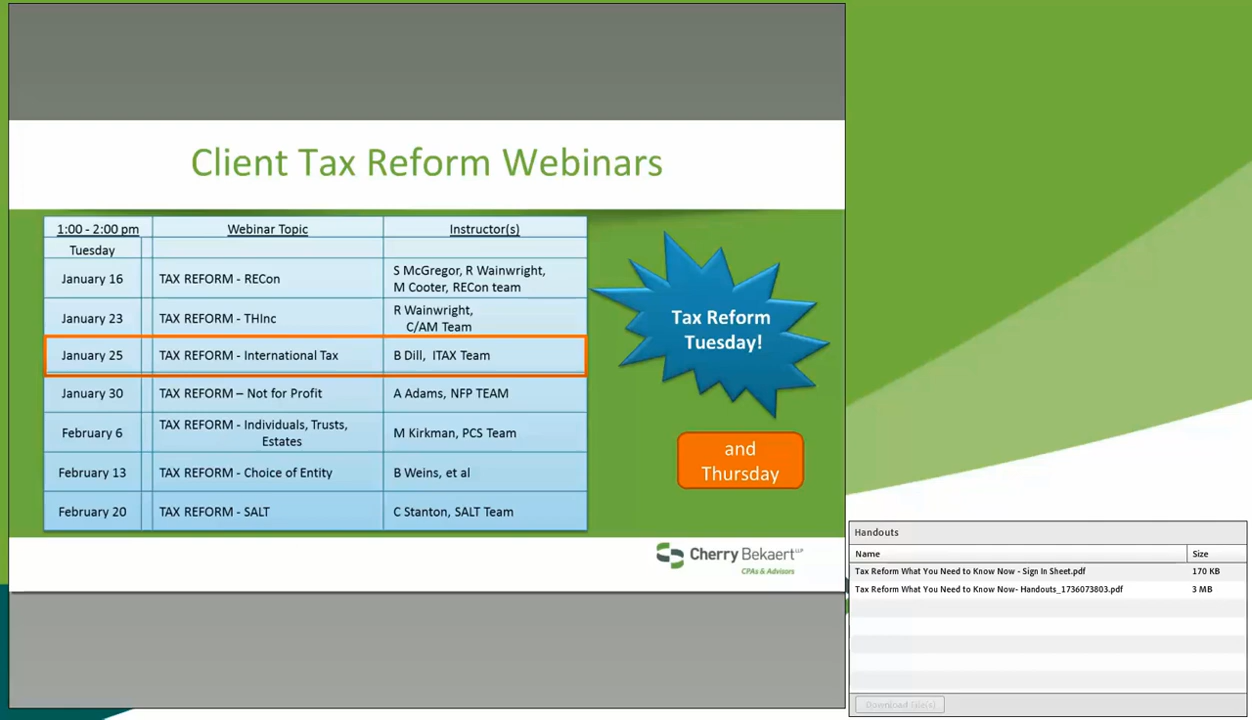 Client Tax Reform Webinars
1:00 - 2:00 pm Webinar Topic Instructor(s)
Tuesday
January 16 TAX REFORM - RECon S McGregor, R Wainwright,
M Cooter, RECon team
January 23 TAX REFORM - THInc R Wainwright,
C/AM Team
January 25 TAX REFORM - International Tax B Dill, ITAX Team
January 30 TAX REFORM – Not for Profit A Adams, NFP TEAM
February 6 TAX REFORM - Individuals, Trusts,
Estates M Kirkman, PCS Team
February 13 TAX REFORM - Choice of Entity B Weins, et al
February 20 TAX REFORM - SALT C Stanton, SALT Team
Tax Reform
Tuesday!
and
Thursday
Cherry Bekaert LLP
CPAs & Advisors
Handouts
Name Size
Tax Reform What You Need to Know Now - Sign In Sheet.pdf 170 KB
Tax Reform What You Need to Know Now- Handouts_1736073803.pdf 3 MB
Download File(s)